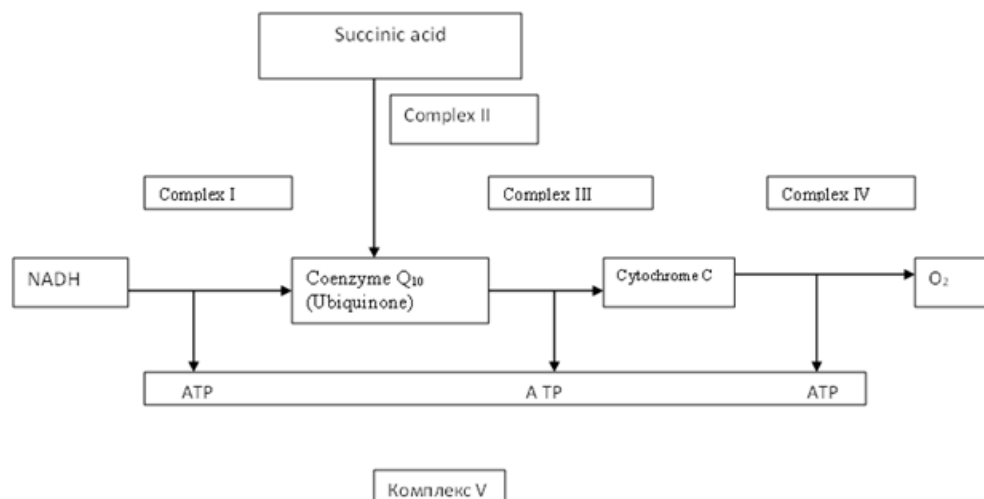 Succinic acid
Complex II
Complex I
Complex III
Complex IV
NADH
Coenzyme Q₁₀
(Ubiquinone)
Cytochrome C
O₂
ATP
A TP
ATP
Комплекс V